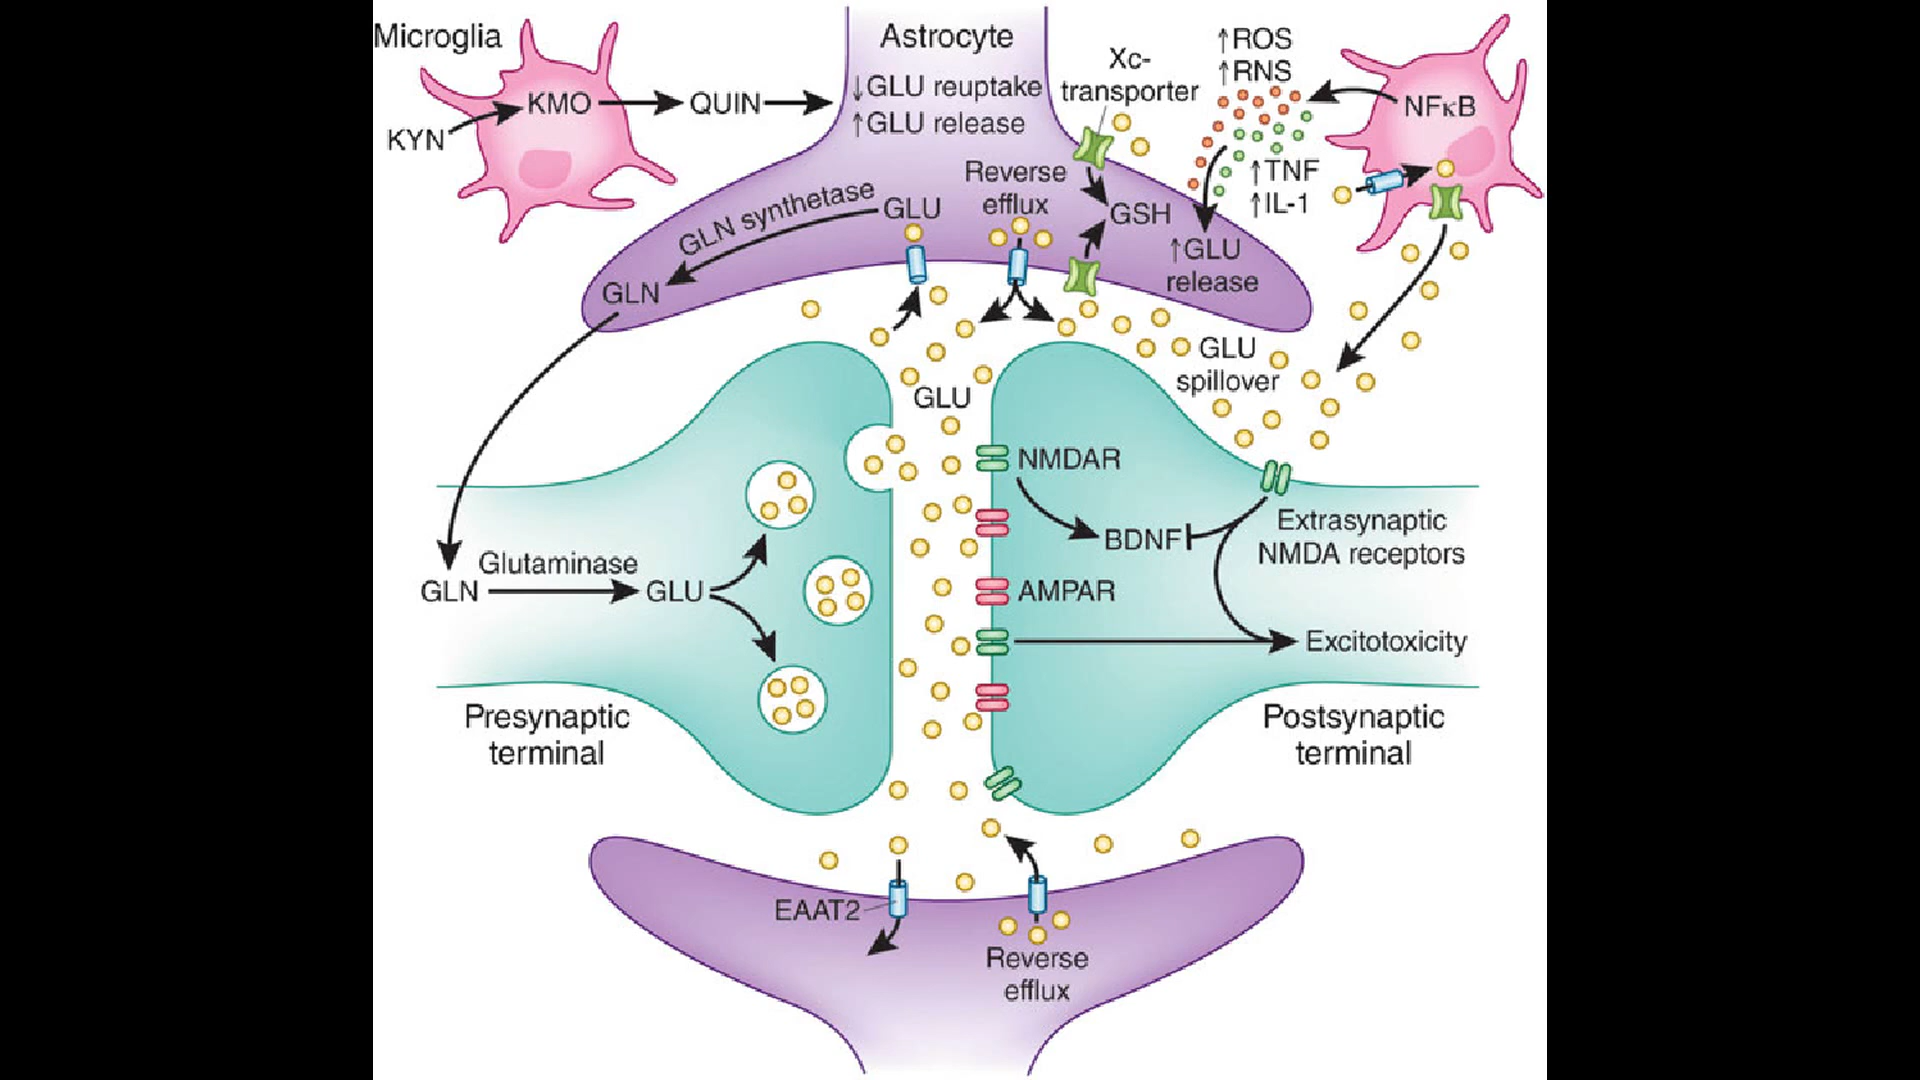 Microglia
KYN
KMO
QUIN
Astrocyte
↓GLU reuptake
↑GLU release
Xc-
transporter
↑ROS
↑RNS
NFκB
↑TNF
↑IL-1
Reverse
efflux
GSH
↑GLU
release
GLN synthetase
GLU
GLN
GLU
spillover
GLU
NMDAR
BDNF
Extrasynaptic
NMDA receptors
AMPAR
Excitotoxicity
GLN
Glutaminase
GLU
Presynaptic
terminal
Postsynaptic
terminal
EAAT2
Reverse
efflux